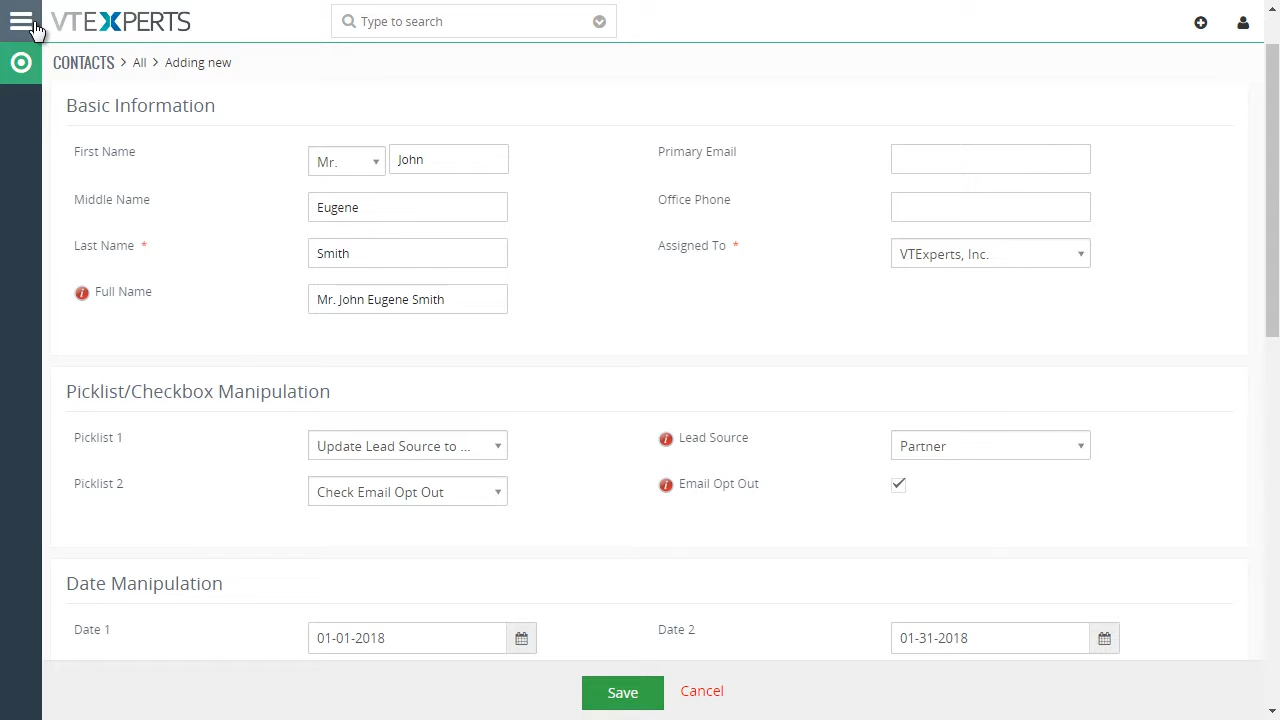 VTEXPERTS
Type to search
CONTACTS > All > Adding new
Basic Information
First Name Mr. John Primary Email
Middle Name Eugene Office Phone
Last Name * Smith Assigned To * VTExperts, Inc.
i Full Name Mr. John Eugene Smith
Picklist/Checkbox Manipulation
Picklist 1 Update Lead Source to ... i Lead Source Partner
Picklist 2 Check Email Opt Out i Email Opt Out
Date Manipulation
Date 1 01-01-2018 Date 2 01-31-2018
Save Cancel